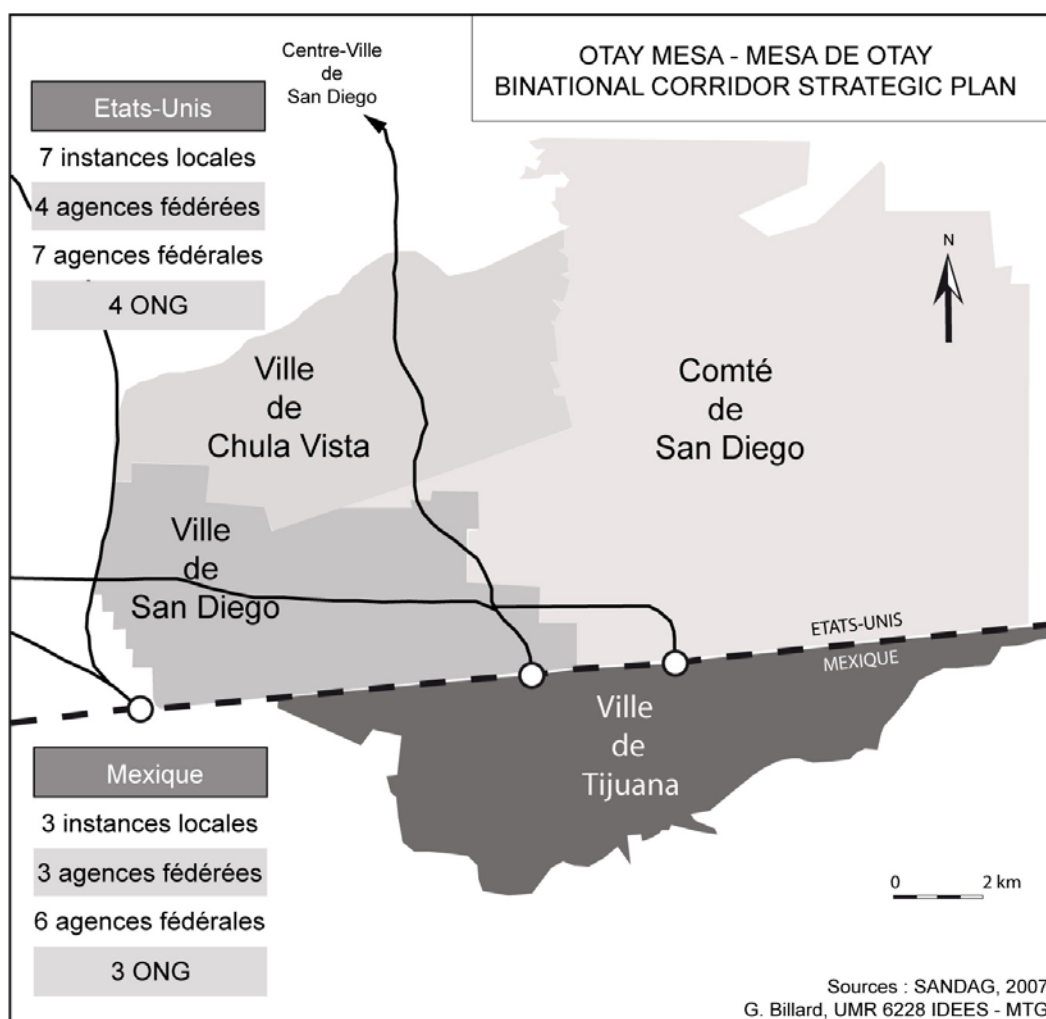 OTAY MESA - MESA DE OTAY
BINATIONAL CORRIDOR STRATEGIC PLAN
Centre-Ville
de
San Diego
Etats-Unis
7 instances locales
4 agences fédérées
7 agences fédérales
4 ONG
N
Ville
de
Chula Vista
Comté
de
San Diego
Ville
de
San Diego
ETATS-UNIS
MEXIQUE
Ville
de
Tijuana
Mexique
3 instances locales
3 agences fédérées
6 agences fédérales
3 ONG
0 2 km
Sources : SANDAG, 2007
G. Billard, UMR 6228 IDEES - MTG